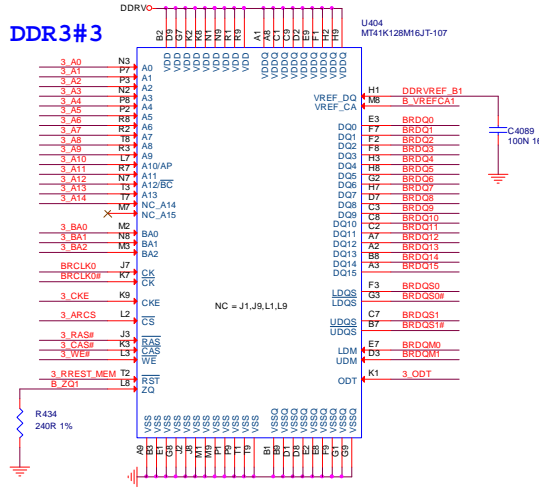 DDRV
DDR3#3
U404
MT41K128M16JT-107
B2 D9 G7 K2 K8 N1 N9 R1 R9 A1 A8 C1 C9 D2 E9 F1 H2 H9
VDD VDD VDD VDD VDD VDD VDD VDD VDD VDDQ VDDQ VDDQ VDDQ VDDQ VDDQ VDDQ VDDQ VDDQ
3_A0 N3 A0
3_A1 P7 A1
3_A2 P3 A2
3_A3 N2 A3
3_A4 P8 A4
3_A5 P2 A5
3_A6 R8 A6
3_A7 R2 A7
3_A8 T8 A8
3_A9 R3 A9
3_A10 L7 A10/AP
3_A11 R7 A11
3_A12 N7 A12/BC
3_A13 T3 A13
3_A14 T7 NC_A14
M7 NC_A15
3_BA0 M2 BA0
3_BA1 N8 BA1
3_BA2 M3 BA2
BRCLK0 J7 CK
BRCLK0# K7 CK
3_CKE K9 CKE
3_ARCS L2 CS
3_RAS# J3 RAS
3_CAS# K3 CAS
3_WE# L3 WE
3_RREST_MEM T2 RST
B_ZQ1 L8 ZQ
R434
240R 1%
NC = J1,J9,L1,L9
VREF_DQ H1 DDRVREF_B1
VREF_CA M8 B_VREFCA1
C4089
100N 16
DQ0 E3 BRDQ0
DQ1 F7 BRDQ1
DQ2 F2 BRDQ2
DQ3 F8 BRDQ3
DQ4 H3 BRDQ4
DQ5 H8 BRDQ5
DQ6 G2 BRDQ6
DQ7 H7 BRDQ7
DQ8 D7 BRDQ8
DQ9 C3 BRDQ9
DQ10 C8 BRDQ10
DQ11 C2 BRDQ11
DQ12 A7 BRDQ12
DQ13 A2 BRDQ13
DQ14 B8 BRDQ14
DQ15 A3 BRDQ15
LDQS F3 BRDQS0
LDQS G3 BRDQS0#
UDQS C7 BRDQS1
UDQS B7 BRDQS1#
LDM E7 BRDQM0
UDM D3 BRDQM1
ODT K1 3_ODT
VSS VSS VSS VSS VSS VSS VSS VSS VSS VSS VSS VSS VSSQ VSSQ VSSQ VSSQ VSSQ VSSQ VSSQ VSSQ VSSQ
A9 B3 E1 G8 J2 J8 M1 M9 P1 P9 T1 T9 B1 B9 D1 D8 E2 E8 F9 G1 G9